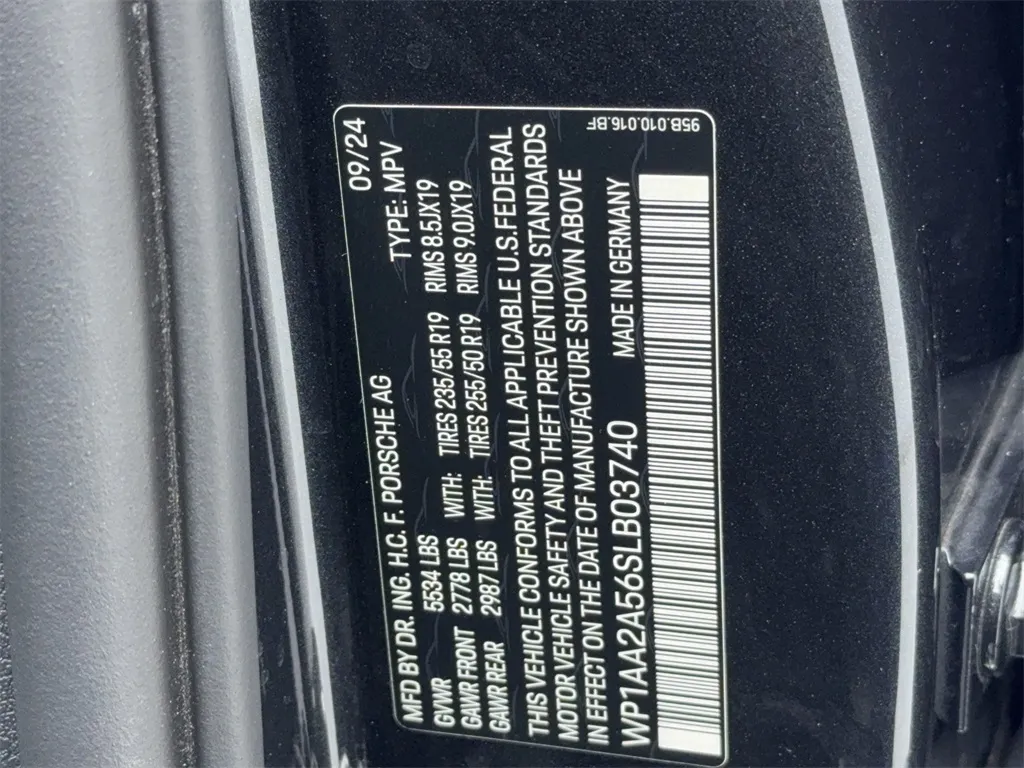 09/24
MFD BY DR. ING. H.C. F. PORSCHE AG TYPE: MPV
GVWR 5534 LBS
GAWR FRONT 2778 LBS WITH: TIRES 235/55 R19 RIMS 8.5JX19
GAWR REAR 2987 LBS WITH: TIRES 255/50 R19 RIMS 9.0JX19
THIS VEHICLE CONFORMS TO ALL APPLICABLE U.S.FEDERAL
MOTOR VEHICLE SAFETY AND THEFT PREVENTION STANDARDS
IN EFFECT ON THE DATE OF MANUFACTURE SHOWN ABOVE
WP1AA2A56SLB03740 MADE IN GERMANY
95B.010.016.BF